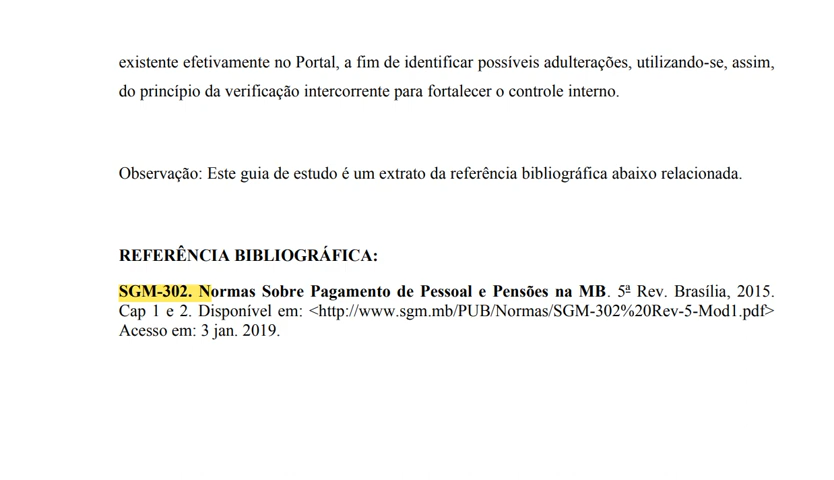 existente efetivamente no Portal, a fim de identificar possíveis adulterações, utilizando-se, assim,
do princípio da verificação intercorrente para fortalecer o controle interno.
Observação: Este guia de estudo é um extrato da referência bibliográfica abaixo relacionada.
REFERÊNCIA BIBLIOGRÁFICA:
SGM-302. Normas Sobre Pagamento de Pessoal e Pensões na MB. 5ª Rev. Brasília, 2015.
Cap 1 e 2. Disponível em: <http://www.sgm.mb/PUB/Normas/SGM-302%20Rev-5-Mod1.pdf>
Acesso em: 3 jan. 2019.